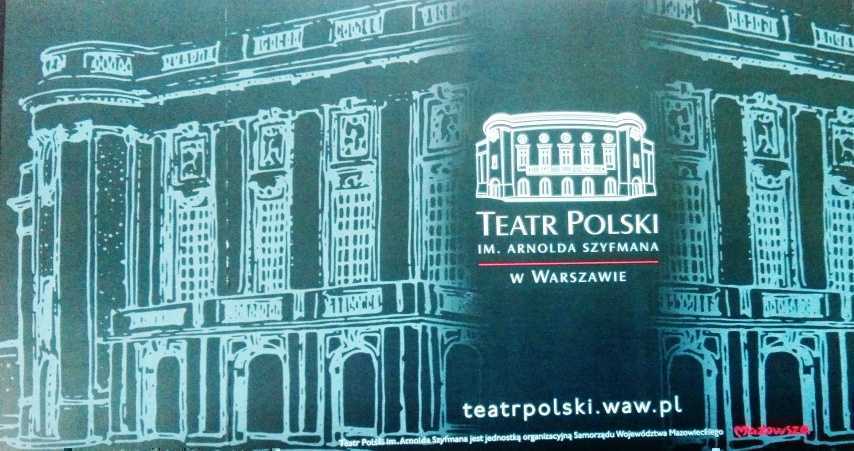 TEATR POLSKI
IM. ARNOLDA SZYFMANA
W WARSZAWIE
teatrpolski.waw.pl
Teatr Polski im. Arnolda Szyfmana jest jednostką organizacyjną Samorządu Województwa Mazowieckiego
Mazowsze